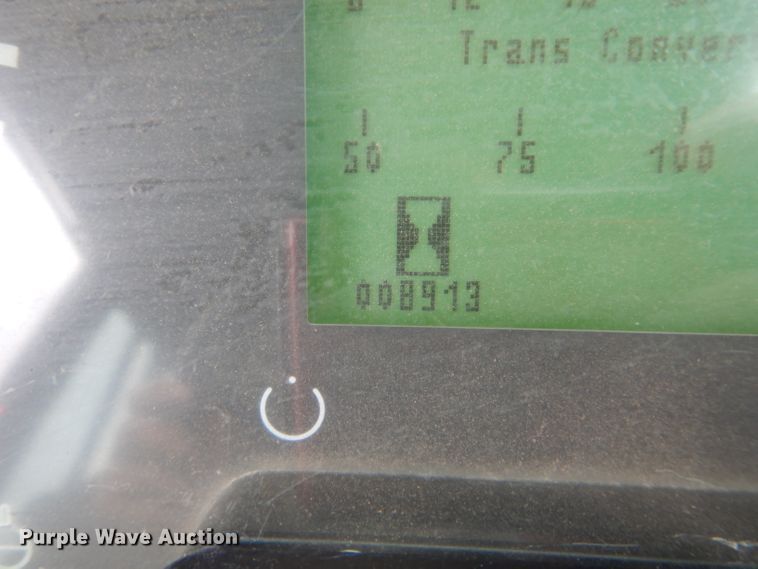 Trans Conver
50 75 100
008913
Purple Wave Auction®